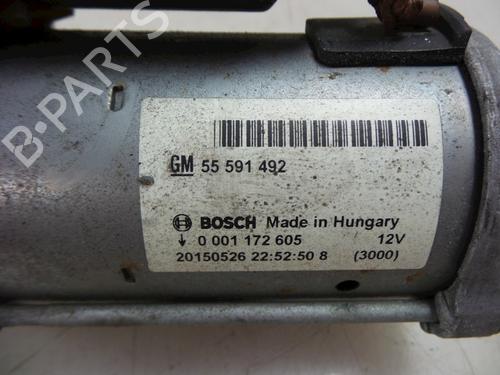 GM 55 591 492
BOSCH Made in Hungary
0 001 172 605 12V
20150526 22:52:50 8 (3000)
B-PARTS